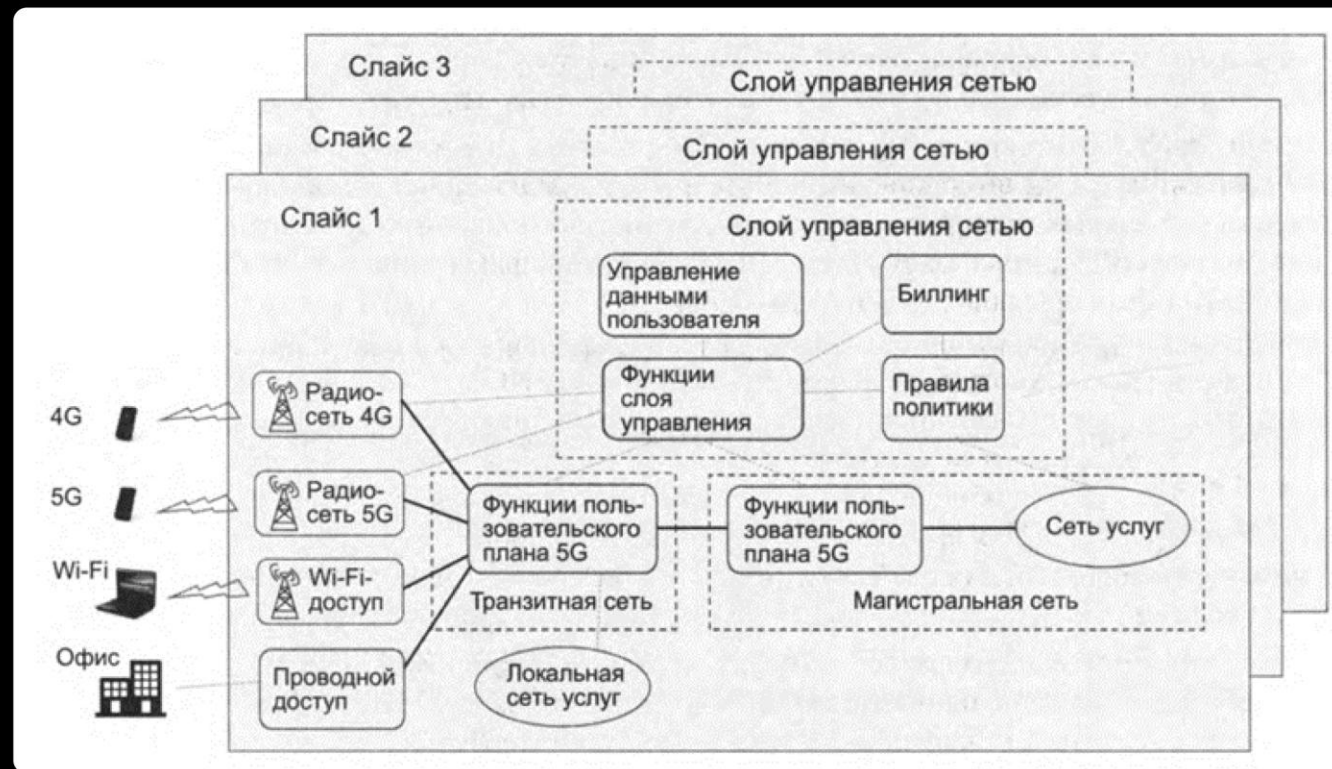 Слайс 3
Слой управления сетью
Слайс 2
Слой управления сетью
Слайс 1
Слой управления сетью
Управление
данными
пользователя
Биллинг
Функции
слоя
управления
Правила
политики
4G
Радио-
сеть 4G
5G
Радио-
сеть 5G
Функции поль-
зовательского
плана 5G
Функции поль-
зовательского
плана 5G
Сеть услуг
Wi-Fi
Wi-Fi-
доступ
Транзитная сеть
Магистральная сеть
Офис
Проводной
доступ
Локальная
сеть услуг